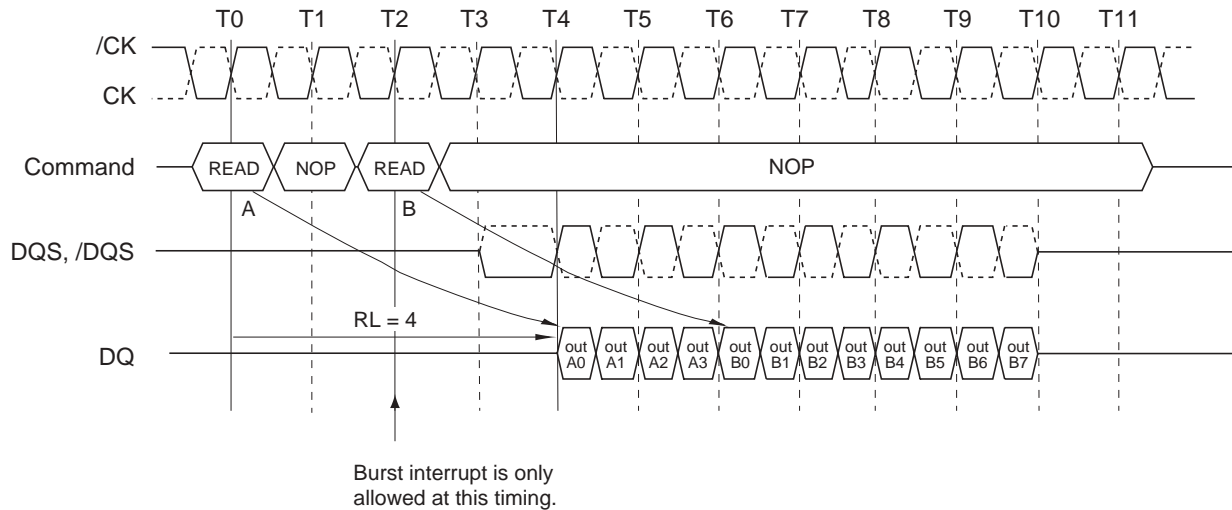 T0 T1 T2 T3 T4 T5 T6 T7 T8 T9 T10 T11
/CK
CK
Command READ NOP READ NOP
A B
DQS, /DQS
RL = 4
DQ out A0 out A1 out A2 out A3 out B0 out B1 out B2 out B3 out B4 out B5 out B6 out B7
Burst interrupt is only
allowed at this timing.